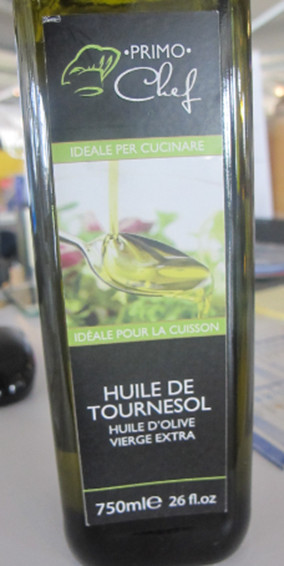 •PRIMO•
Chef
IDEALE PER CUCINARE
IDÉALE POUR LA CUISSON
HUILE DE
TOURNESOL
HUILE D'OLIVE
VIERGE EXTRA
750ml℮ 26 fl.oz